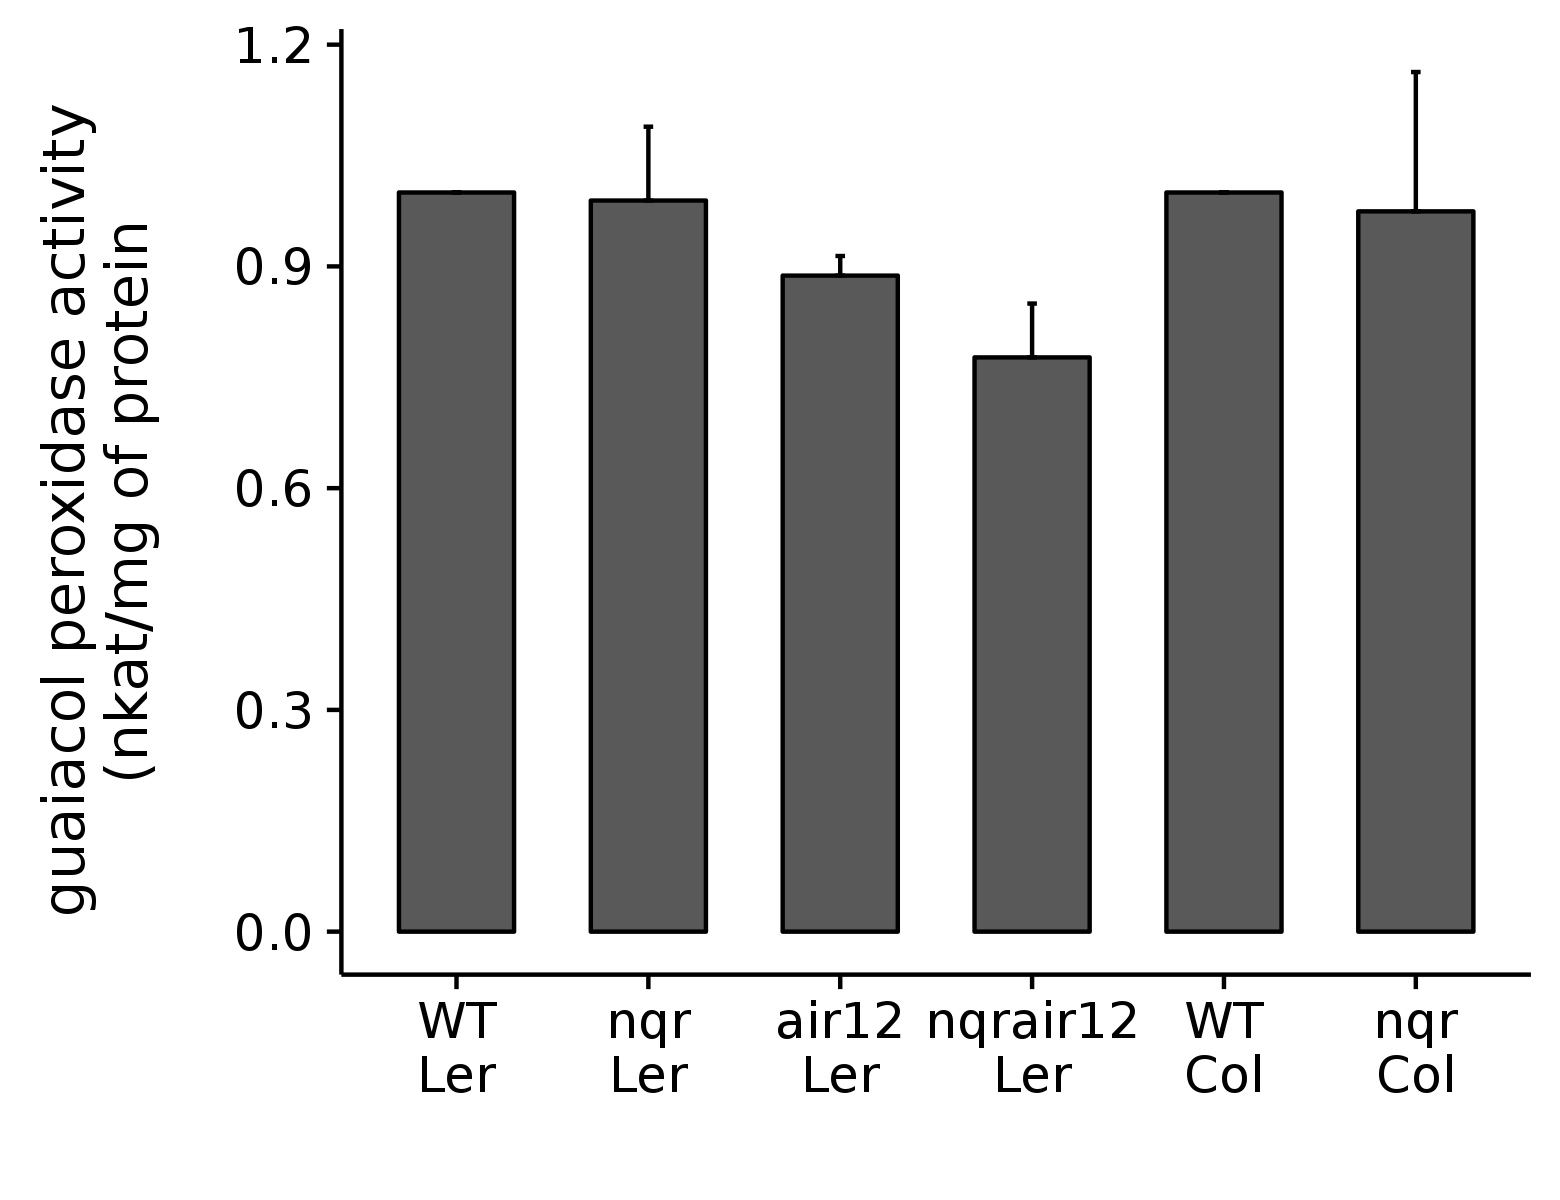 guaiacol peroxidase activity
(nkat/mg of protein
1.2
0.9
0.6
0.3
0.0
WT
Ler
nqr
Ler
air12
Ler
nqrair12
Ler
WT
Col
nqr
Col